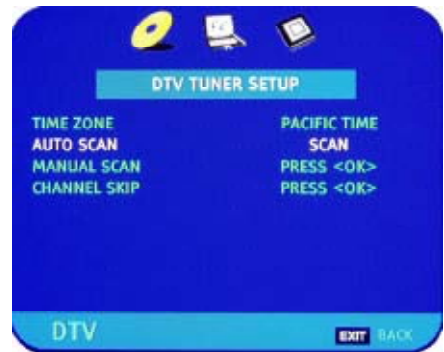 DTV TUNER SETUP
TIME ZONE PACIFIC TIME
AUTO SCAN SCAN
MANUAL SCAN PRESS <OK>
CHANNEL SKIP PRESS <OK>
DTV EXIT BACK